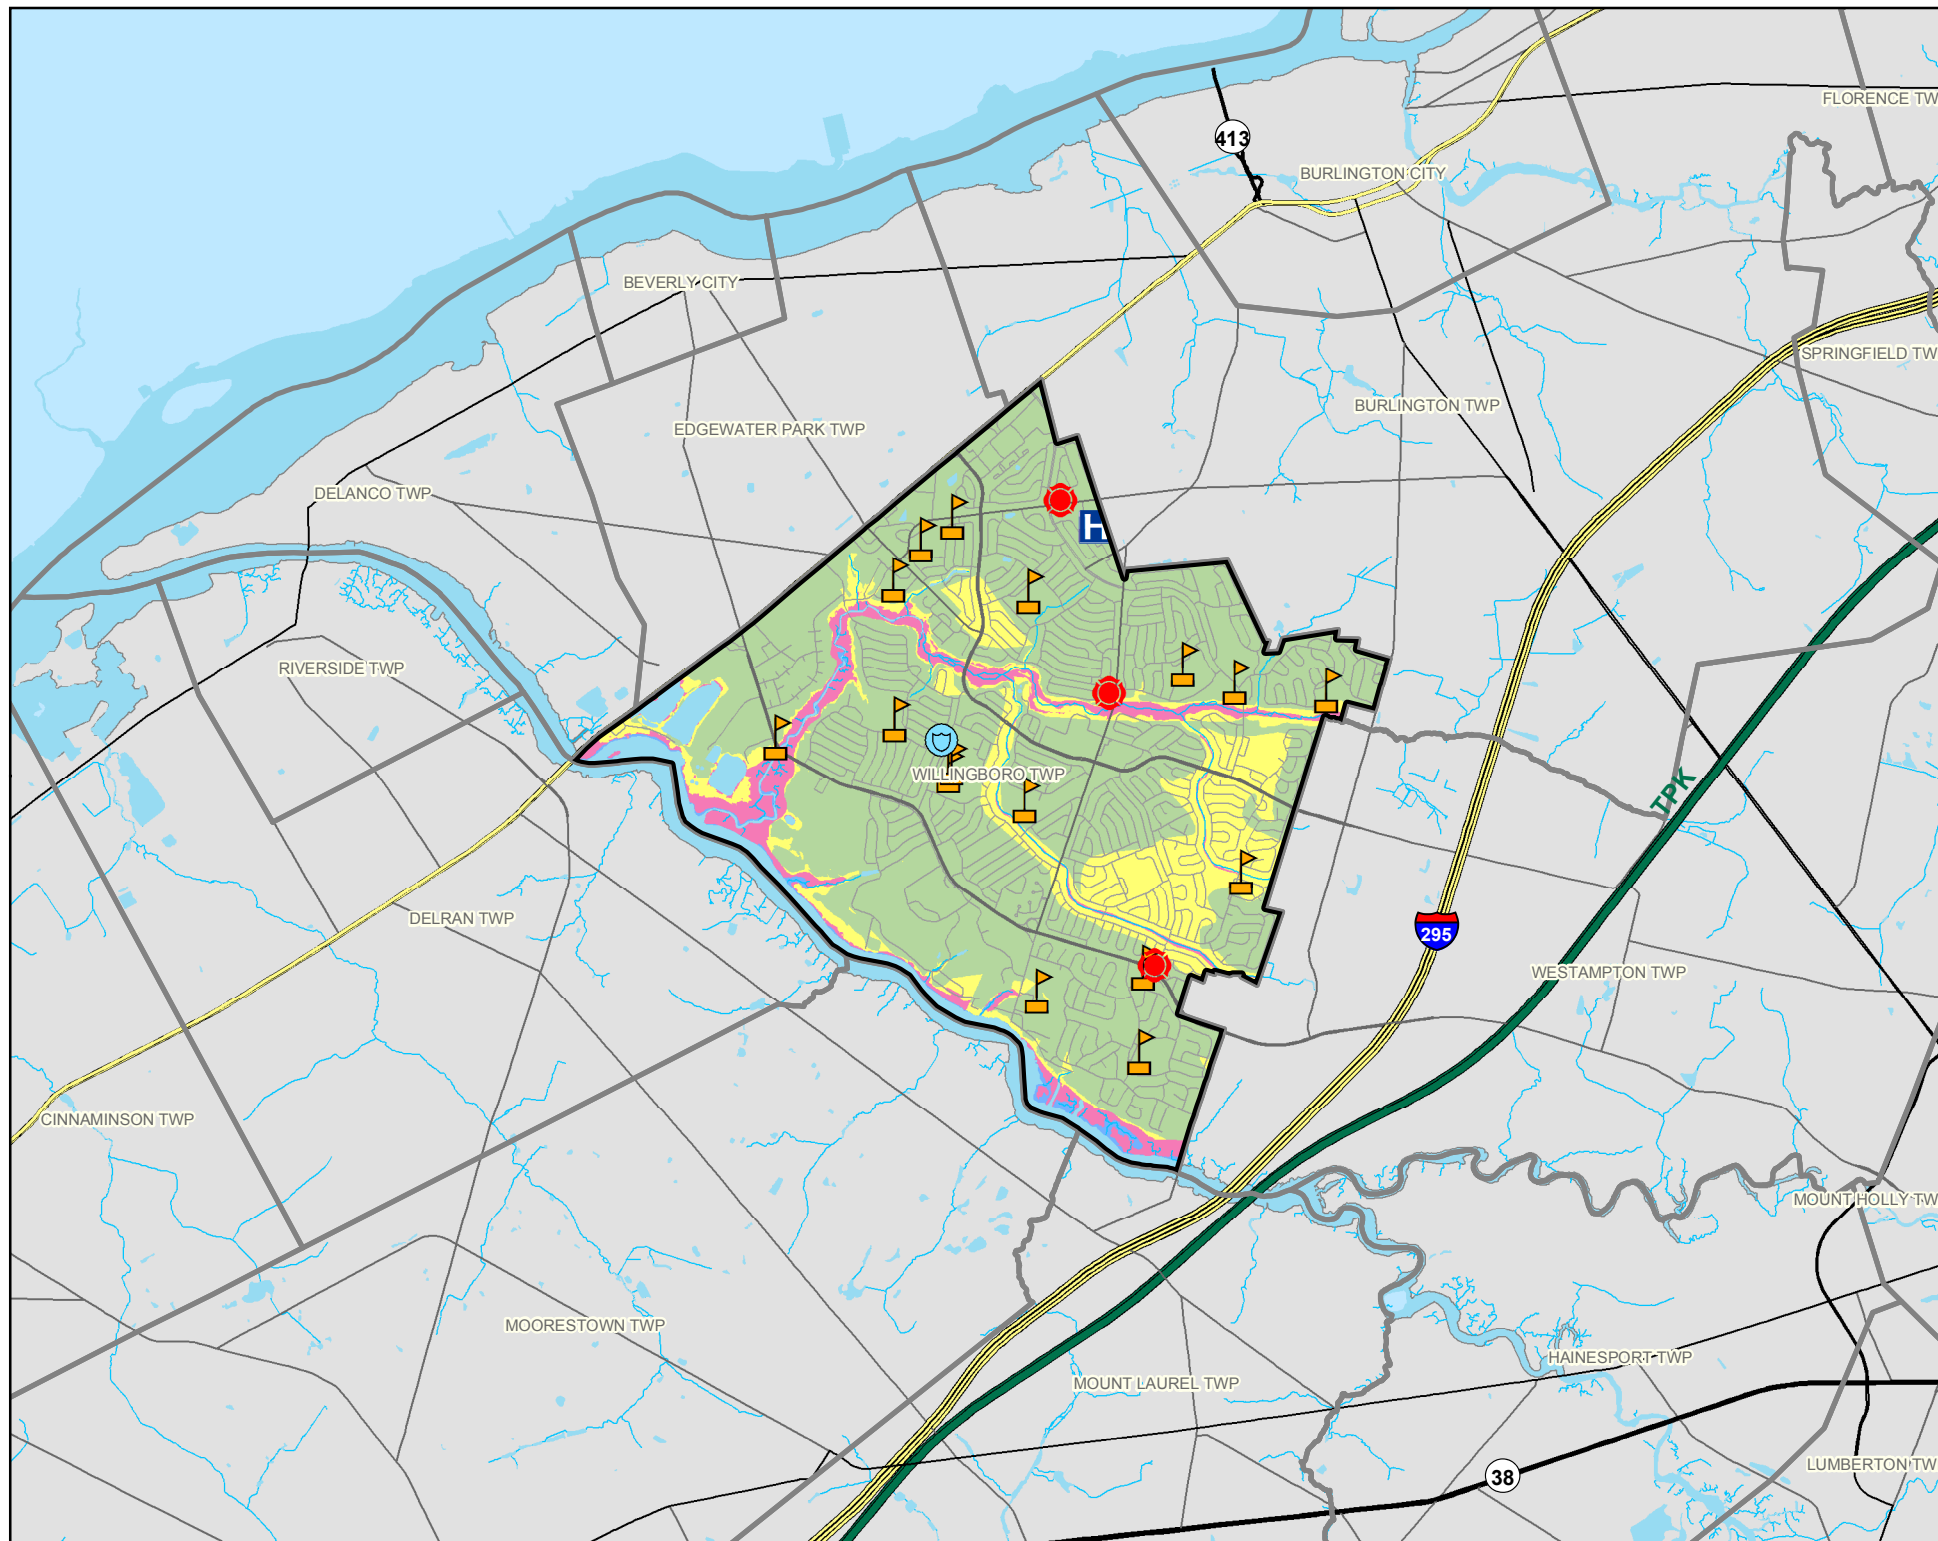 FLORENCE TW
413
BURLINGTON CITY
BEVERLY CITY
SPRINGFIELD TW
BURLINGTON TWP
EDGEWATER PARK TWP
DELANCO TWP
H
RIVERSIDE TWP
WILLINGBORO TWP
TPK
DELRAN TWP
295
WESTAMPTON TWP
CINNAMINSON TWP
MOUNT HOLLY TW
MOORESTOWN TWP
HAINESPORT TWP
MOUNT LAUREL TWP
LUMBERTON TW
38